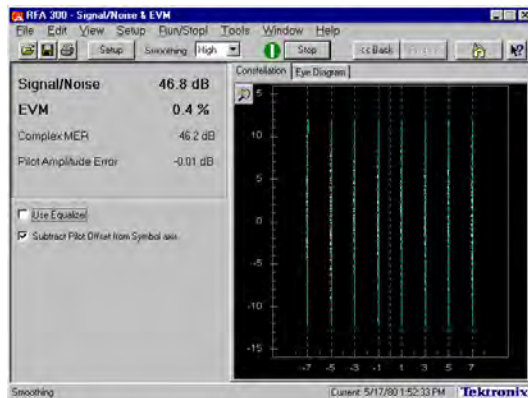 RFA 300 - Signal/Noise & EVM
File Edit View Setup Run/Stop! Tools Window Help
Setup Smoothing High Stop << Back
Constellation Eye Diagram
Signal/Noise 46.8 dB
EVM 0.4 %
Complex MER 46.2 dB
Pilot Amplitude Error -0.01 dB
Use Equalizer
Subtract Pilot Offset from Symbol axis
5
10
5
0
-5
-10
-15
-7 -5 -3 -1 1 3 5 7
Smoothing Current: 5/17/80 1:52:33 PM Tektronix